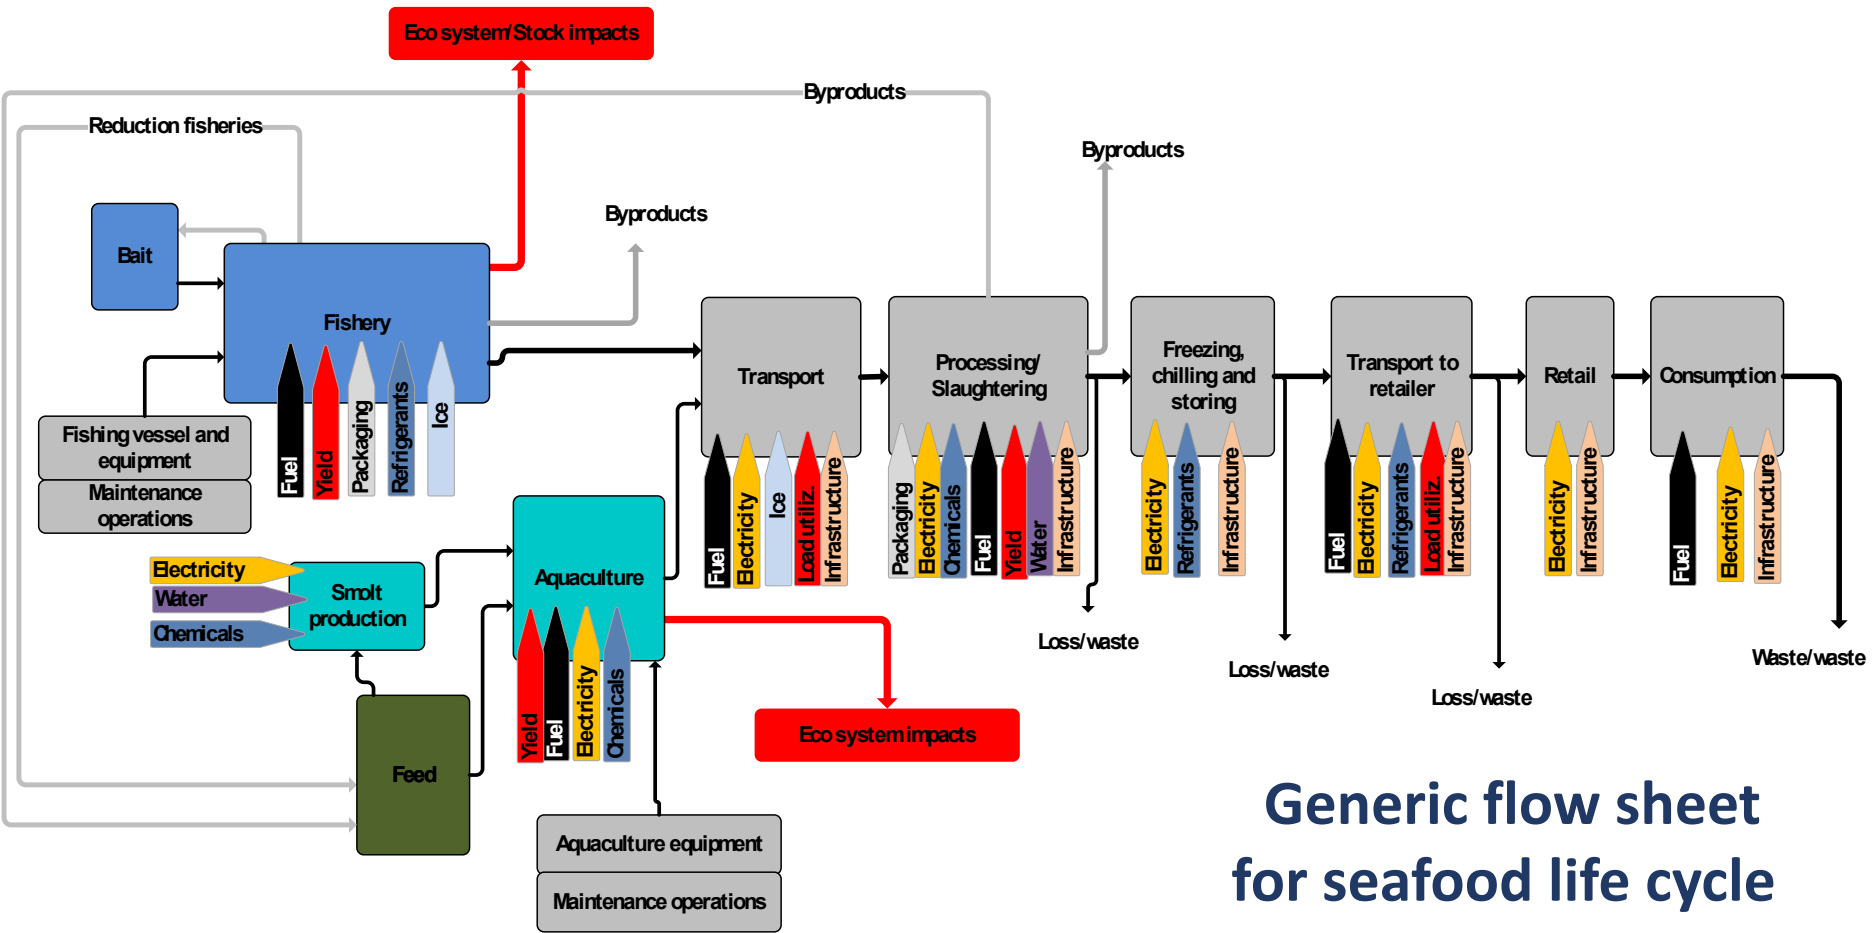 Eco system/Stock impacts
Byproducts
Reduction fisheries
Byproducts
Byproducts
Bait
Fishery
Fuel
Yield
Packaging
Refrigerants
Ice
Fishing vessel and
equipment
Maintenance
operations
Transport
Fuel
Electricity
Ice
Load utiliz.
Infrastructure
Processing/
Slaughtering
Packaging
Electricity
Chemicals
Fuel
Yield
Water
Infrastructure
Freezing,
chilling and
storing
Electricity
Refrigerants
Infrastructure
Transport to
retailer
Fuel
Electricity
Refrigerants
Load utiliz.
Infrastructure
Retail
Electricity
Infrastructure
Consumption
Fuel
Electricity
Infrastructure
Electricity
Water
Chemicals
Smolt
production
Aquaculture
Yield
Fuel
Electricity
Chemicals
Loss/waste
Loss/waste
Loss/waste
Waste/waste
Feed
Eco system impacts
Aquaculture equipment
Maintenance operations
Generic flow sheet
for seafood life cycle